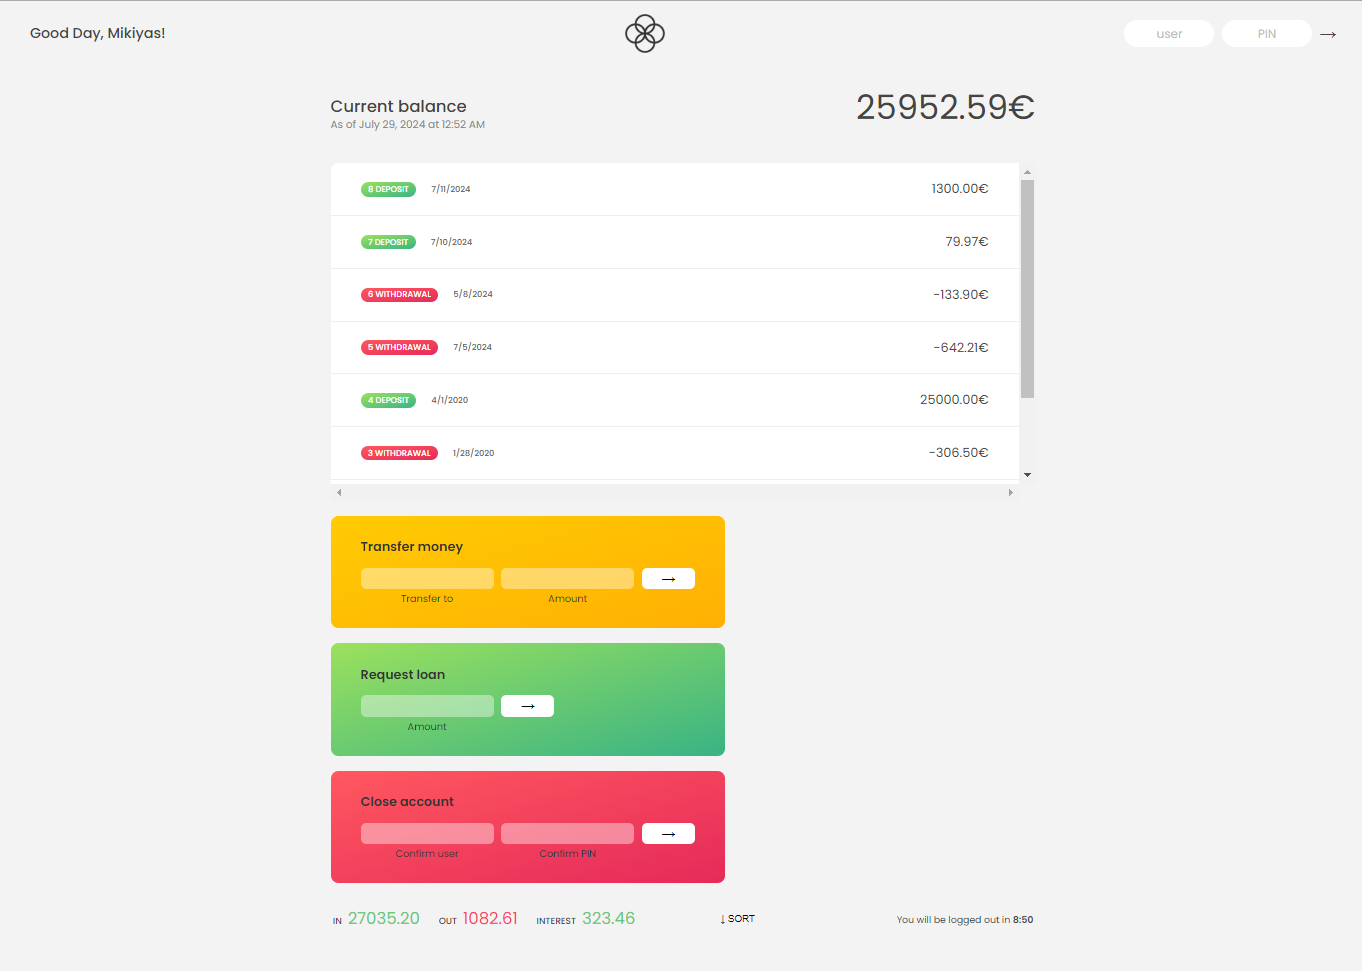 Good Day, Mikiyas!
user PIN →
Current balance 25952.59€
As of July 29, 2024 at 12:52 AM
8 DEPOSIT 7/11/2024 1300.00€
7 DEPOSIT 7/10/2024 79.97€
6 WITHDRAWAL 5/8/2024 -133.90€
5 WITHDRAWAL 7/5/2024 -642.21€
4 DEPOSIT 4/1/2020 25000.00€
3 WITHDRAWAL 1/28/2020 -306.50€
Transfer money
→
Transfer to Amount
Request loan
→
Amount
Close account
→
Confirm user Confirm PIN
IN 27035.20 OUT 1082.61 INTEREST 323.46 ↓ SORT You will be logged out in 8:50